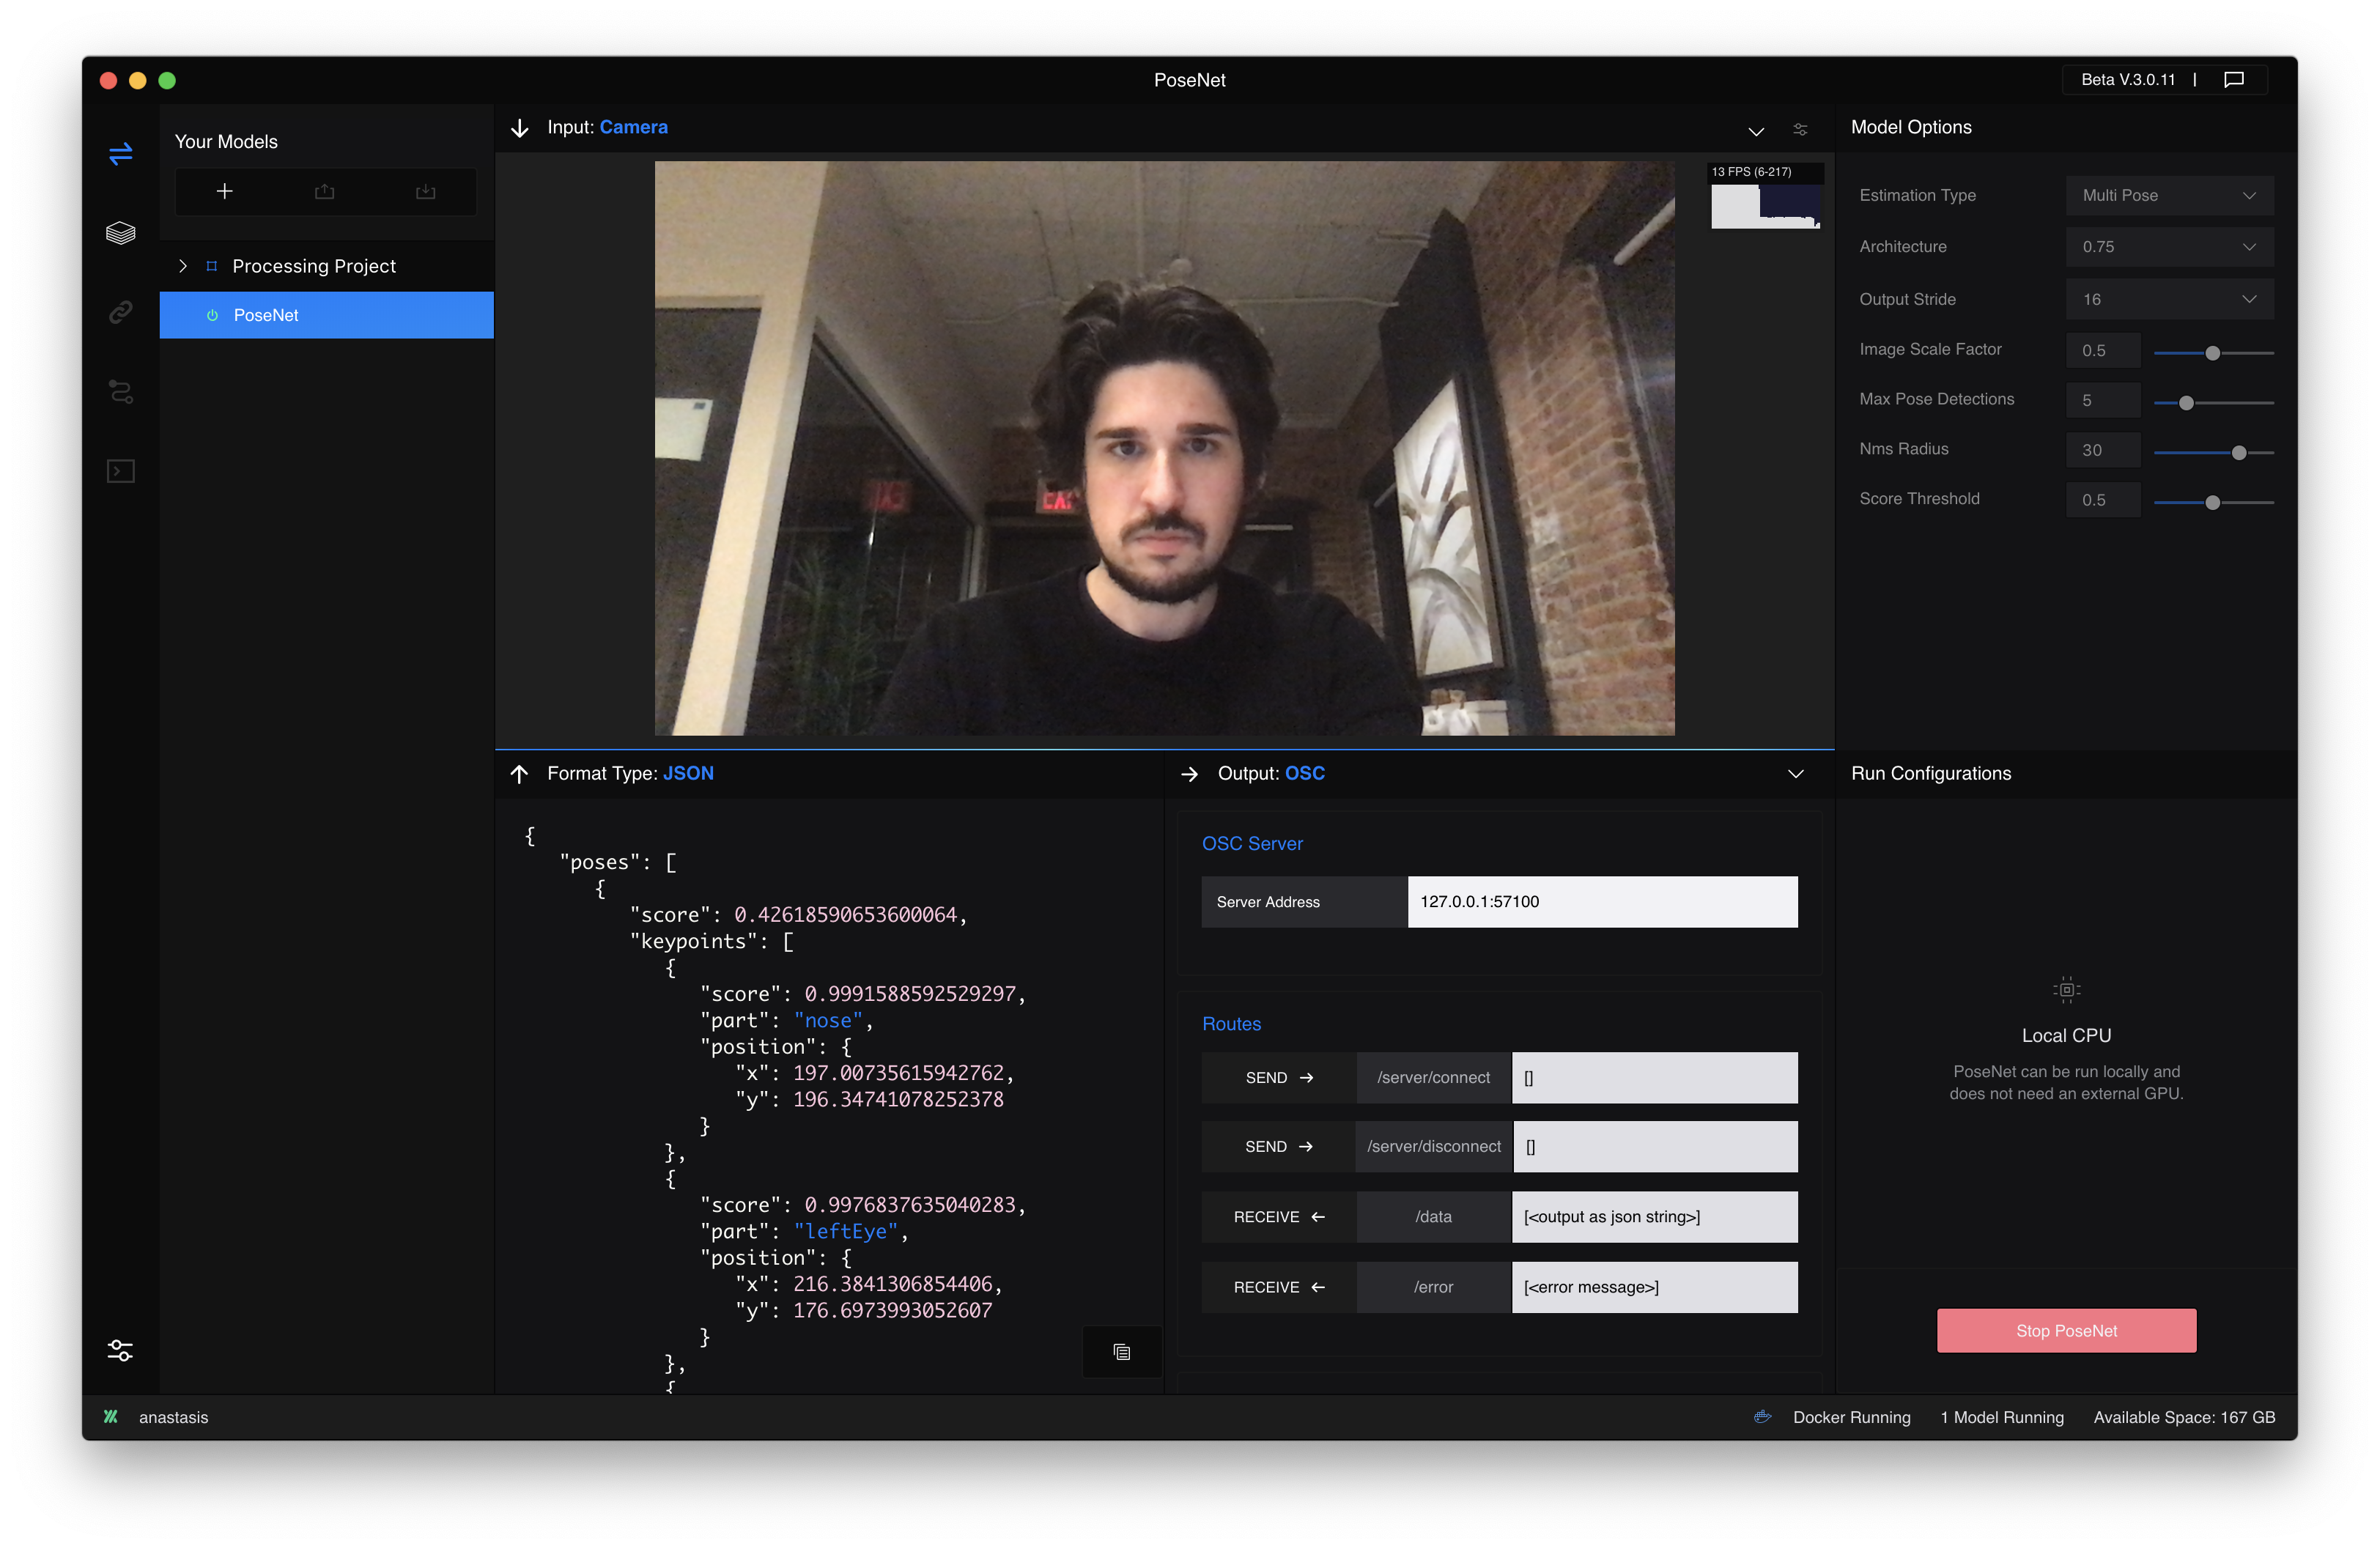 PoseNet
Beta V.3.0.11 |
Your Models
Processing Project
PoseNet
Input: Camera
13 FPS (6-217)
Model Options
Estimation Type Multi Pose
Architecture 0.75
Output Stride 16
Image Scale Factor 0.5
Max Pose Detections 5
Nms Radius 30
Score Threshold 0.5
Format Type: JSON
{
"poses": [
{
"score": 0.42618590653600064,
"keypoints": [
{
"score": 0.9991588592529297,
"part": "nose",
"position": {
"x": 197.00735615942762,
"y": 196.34741078252378
}
},
{
"score": 0.9976837635040283,
"part": "leftEye",
"position": {
"x": 216.3841306854406,
"y": 176.6973993052607
}
},
{
Output: OSC
OSC Server
Server Address 127.0.0.1:57100
Routes
SEND → /server/connect []
SEND → /server/disconnect []
RECEIVE ← /data [<output as json string>]
RECEIVE ← /error [<error message>]
Run Configurations
Local CPU
PoseNet can be run locally and
does not need an external GPU.
Stop PoseNet
anastasis
Docker Running 1 Model Running Available Space: 167 GB